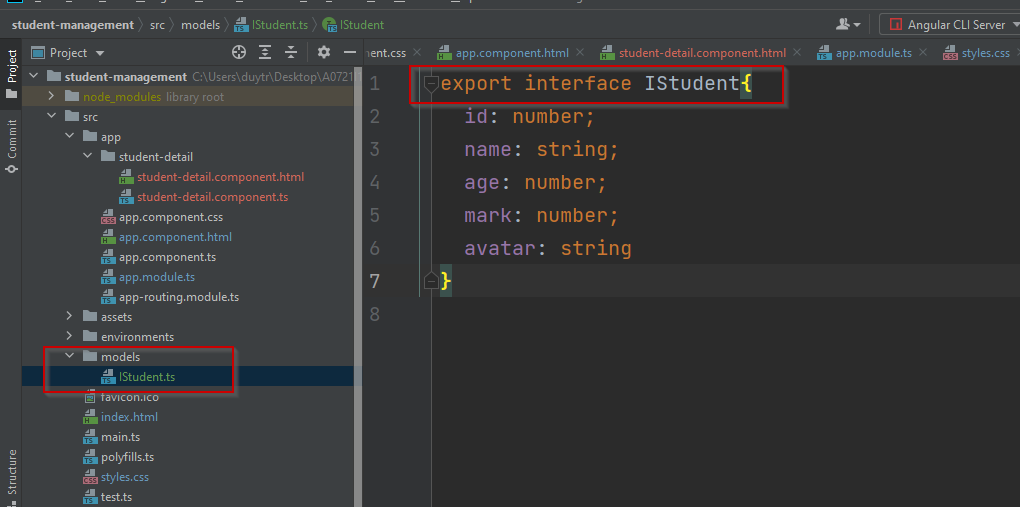 student-management > src > models > IStudent.ts > IStudent
Angular CLI Server
Project
nent.css app.component.html student-detail.component.html app.module.ts styles.css
Project
Commit
Structure
student-management C:\Users\duytr\Desktop\A0721
node_modules library root
src
app
student-detail
student-detail.component.html
student-detail.component.ts
app.component.css
app.component.html
app.component.ts
app.module.ts
app-routing.module.ts
assets
environments
models
IStudent.ts
favicon.ico
index.html
main.ts
polyfills.ts
styles.css
test.ts
1 export interface IStudent{
2 id: number;
3 name: string;
4 age: number;
5 mark: number;
6 avatar: string
7 }
8